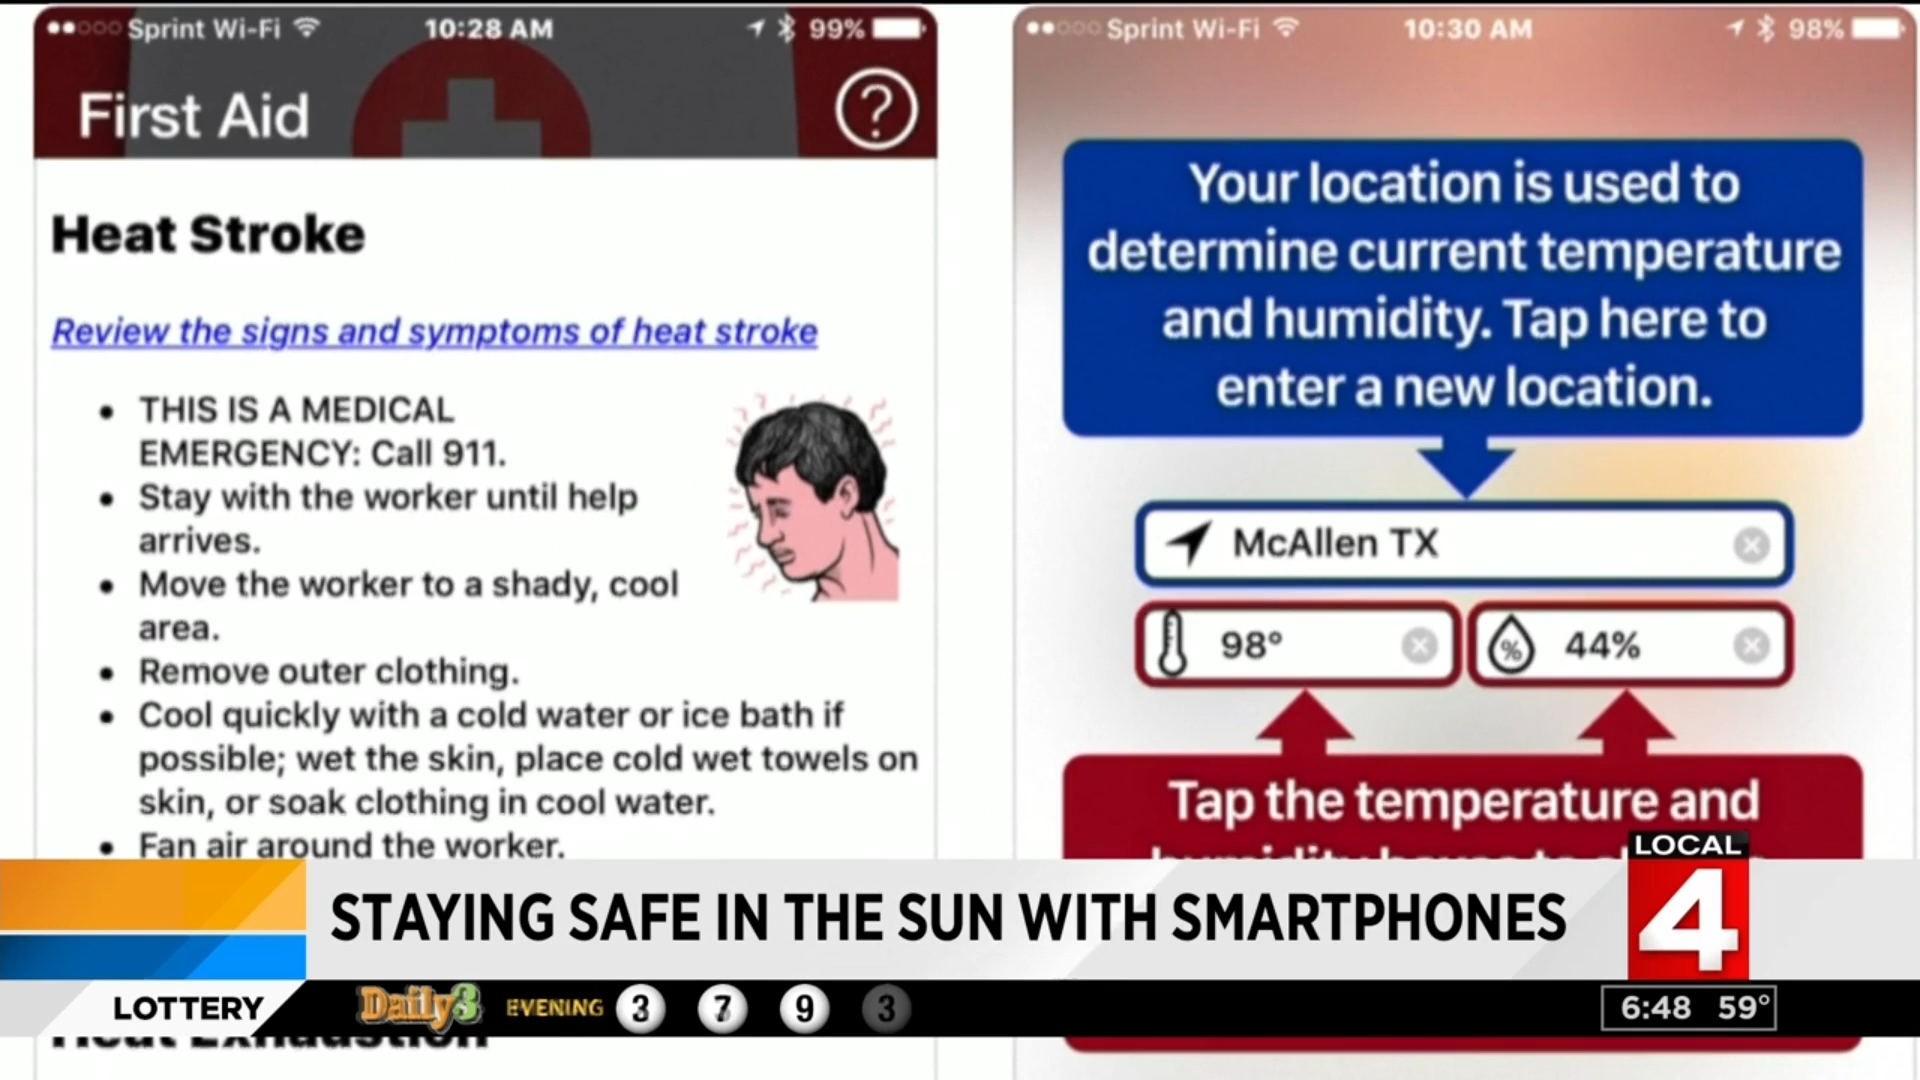 Sprint Wi-Fi 10:28 AM 99%
First Aid ?
Heat Stroke
Review the signs and symptoms of heat stroke
• THIS IS A MEDICAL
EMERGENCY: Call 911.
• Stay with the worker until help
arrives.
• Move the worker to a shady, cool
area.
• Remove outer clothing.
• Cool quickly with a cold water or ice bath if
possible; wet the skin, place cold wet towels on
skin, or soak clothing in cool water.
• Fan air around the worker.
Heat Exhaustion
Sprint Wi-Fi 10:30 AM 98%
Your location is used to
determine current temperature
and humidity. Tap here to
enter a new location.
McAllen TX
98° % 44%
Tap the temperature and
humidity
LOCAL
4
STAYING SAFE IN THE SUN WITH SMARTPHONES
LOTTERY Daily3 EVENING 3 7 9 3
6:48 59°